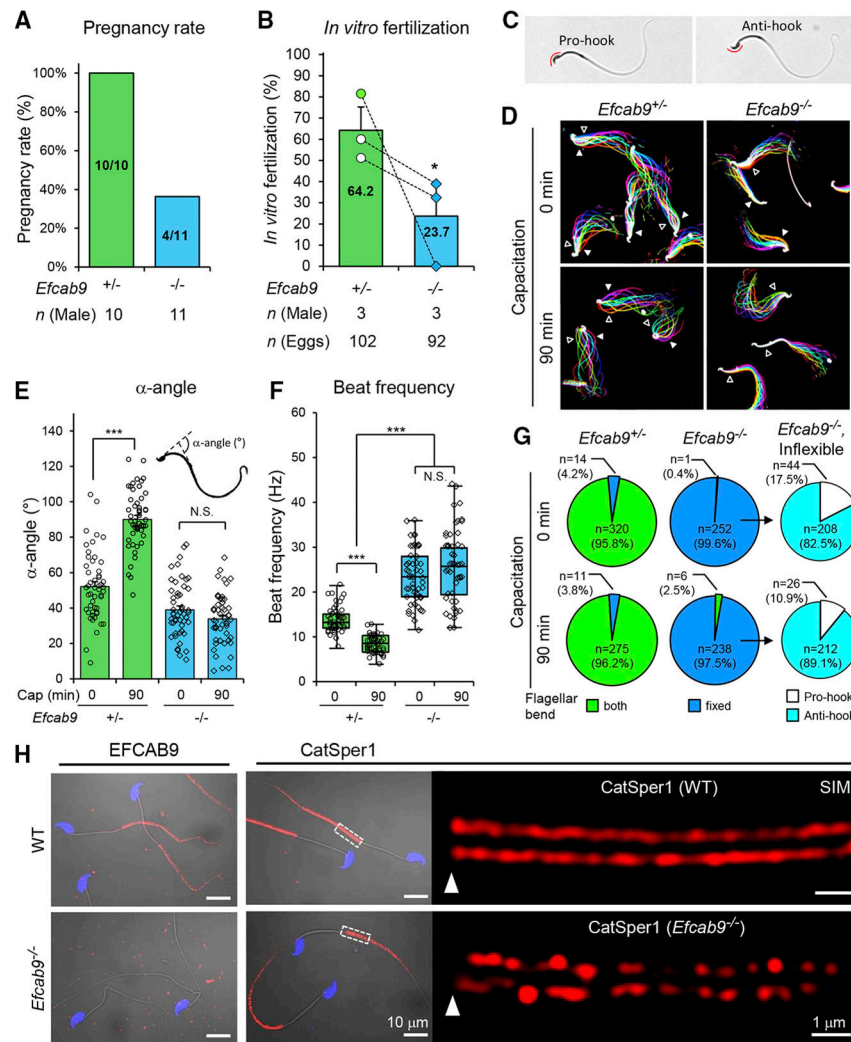 A
Pregnancy rate
Pregnancy rate (%)
100%
80%
60%
40%
20%
0%
10/10
4/11
Efcab9 +/- -/-
n (Male) 10 11
B
In vitro fertilization
In vitro fertilization (%)
100
90
80
70
60
50
40
30
20
10
0
64.2
*
23.7
Efcab9 +/- -/-
n (Male) 3 3
n (Eggs) 102 92
C
Pro-hook
Anti-hook
D
Efcab9+/- Efcab9-/-
Capacitation
0 min
90 min
E
α-angle
α-angle (°)
140
120
100
80
60
40
20
0
***
N.S.
α-angle (°)
Cap (min) 0 90 0 90
Efcab9 +/- -/-
F
Beat frequency
Beat frequency (Hz)
60
50
40
30
20
10
0
***
***
N.S.
0 90 0 90
+/- -/-
G
Efcab9+/- Efcab9-/- Efcab9-/-,
Inflexible
Capacitation
0 min
n=14
(4.2%)
n=320
(95.8%)
n=1
(0.4%)
n=252
(99.6%)
n=44
(17.5%)
n=208
(82.5%)
90 min
n=11
(3.8%)
n=275
(96.2%)
n=6
(2.5%)
n=238
(97.5%)
n=26
(10.9%)
n=212
(89.1%)
Flagellar
bend
both
fixed
Pro-hook
Anti-hook
H
EFCAB9
CatSper1
WT
Efcab9-/-
CatSper1 (WT)
SIM
CatSper1 (Efcab9-/-)
10 μm
1 μm